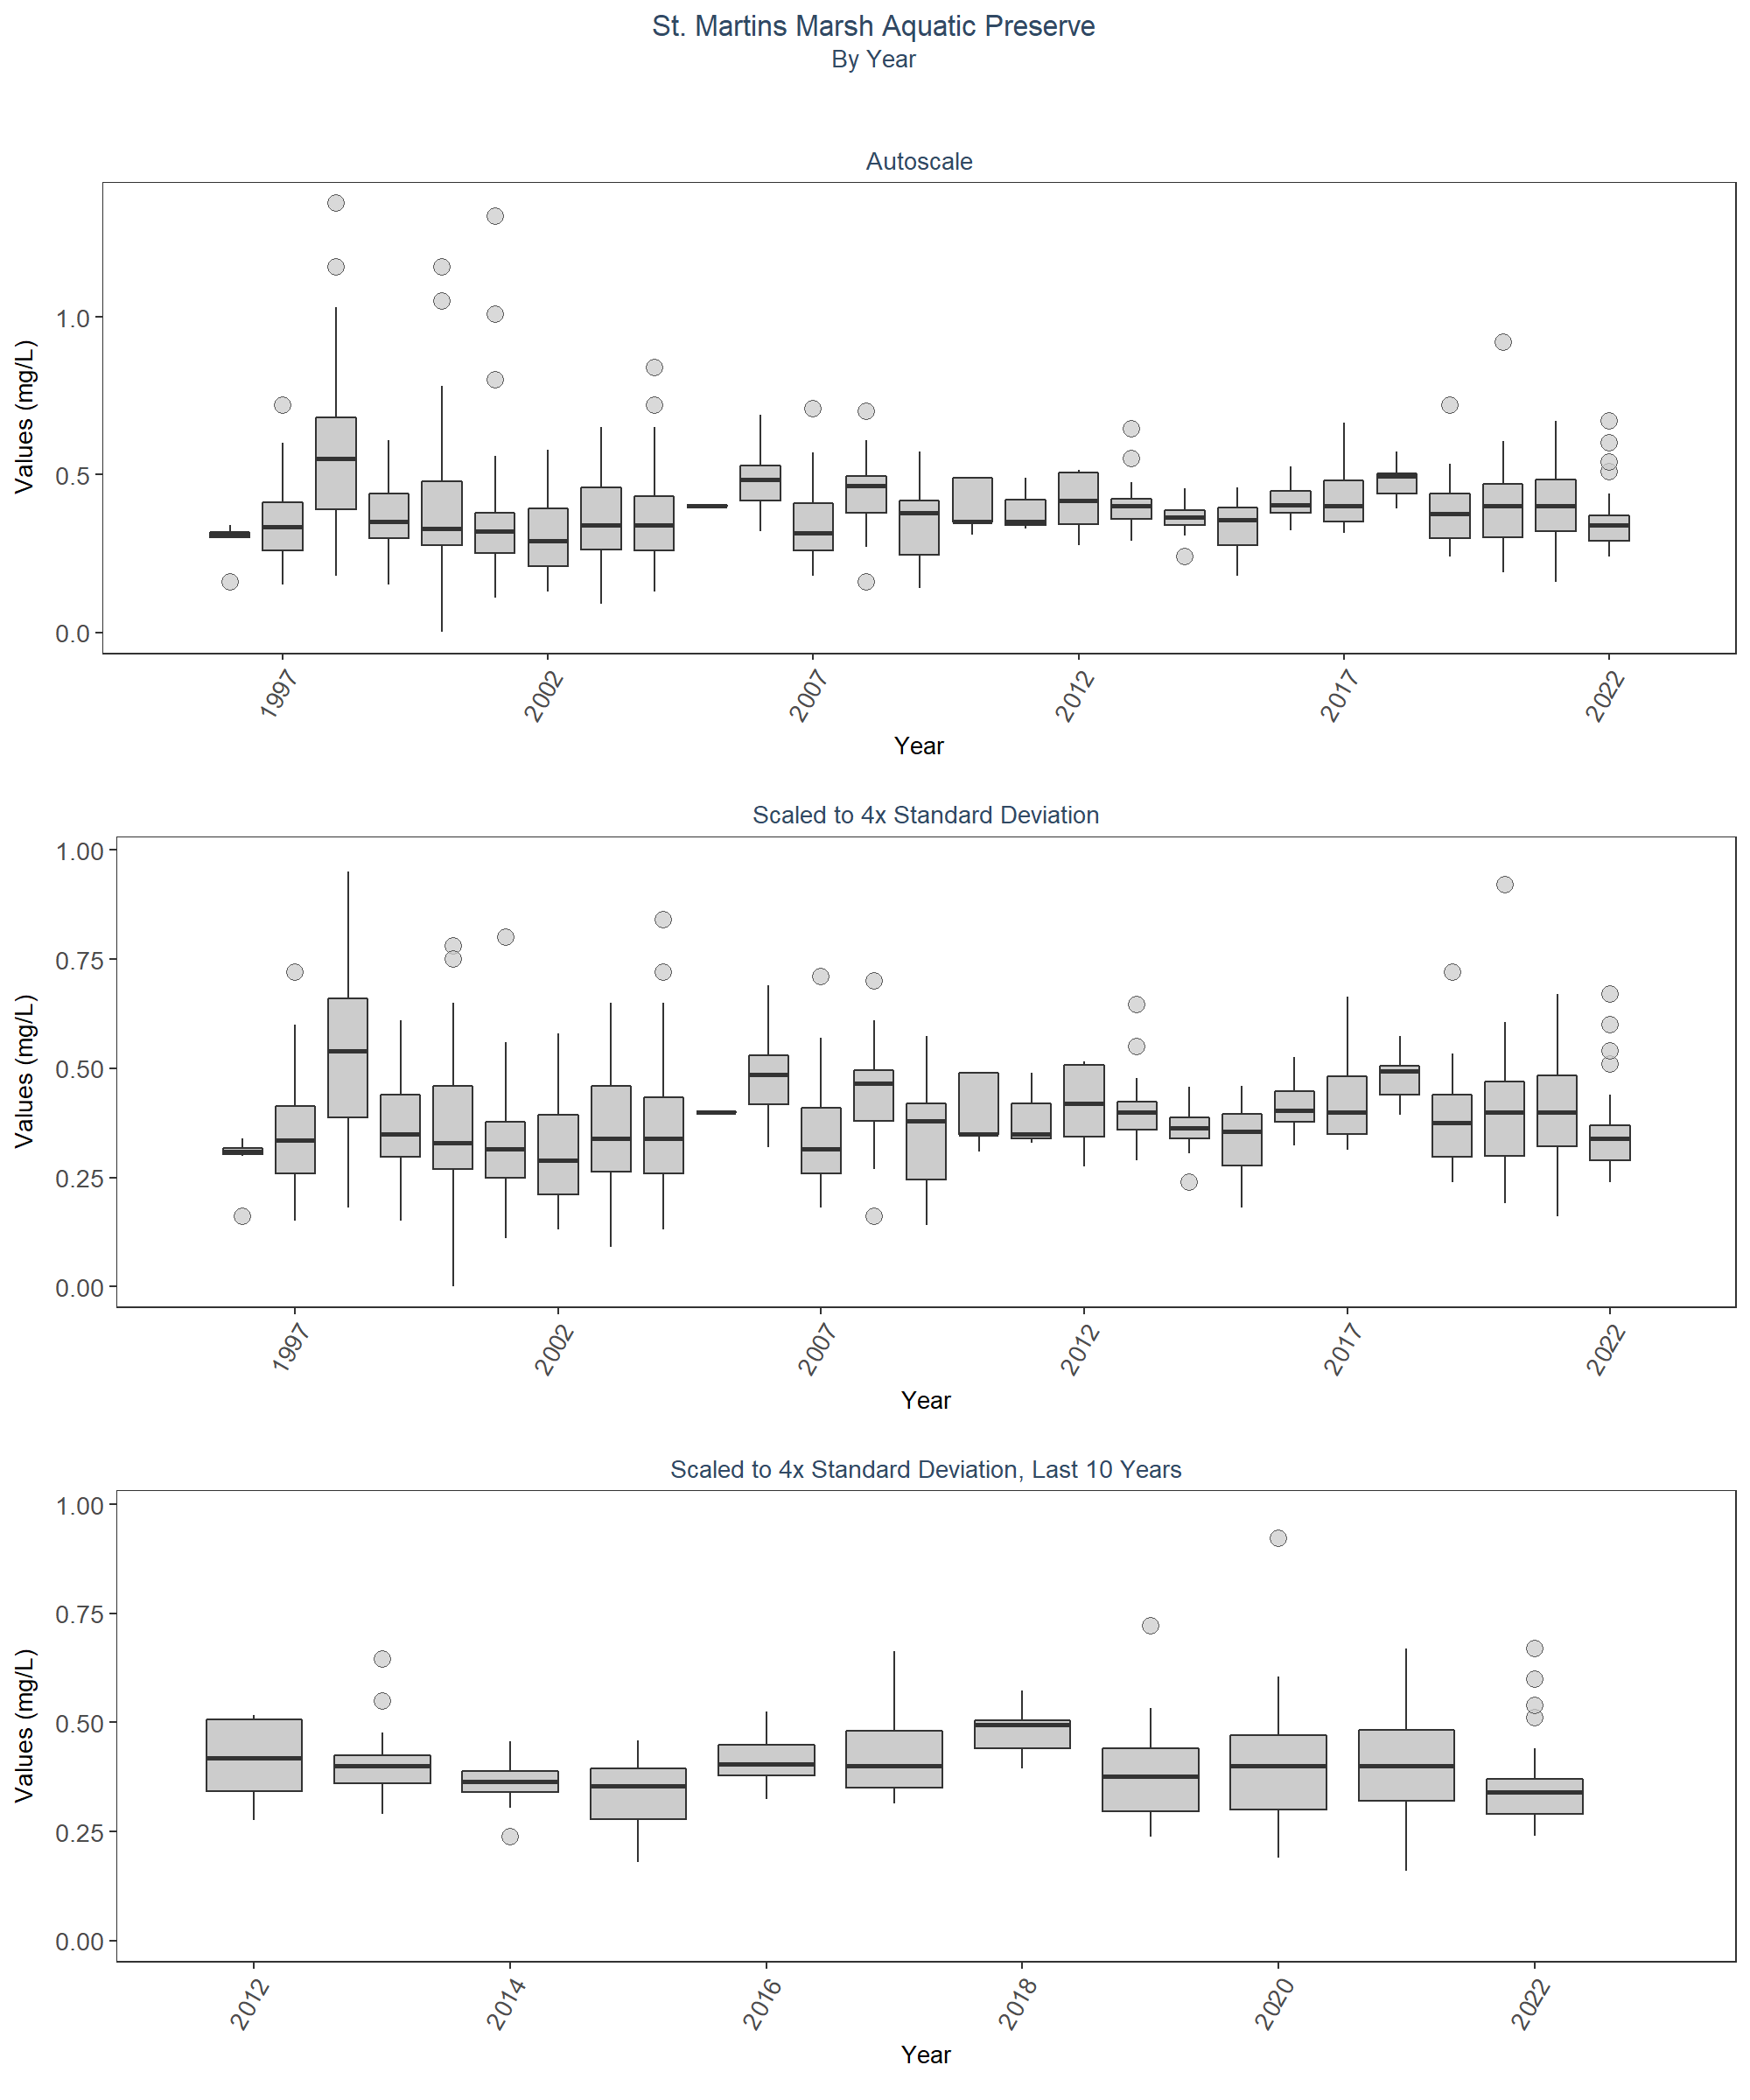 St. Martins Marsh Aquatic Preserve
By Year
Autoscale
Values (mg/L)
1.0
0.5
0.0
1997 2002 2007 2012 2017 2022
Year
Scaled to 4x Standard Deviation
Values (mg/L)
1.00
0.75
0.50
0.25
0.00
1997 2002 2007 2012 2017 2022
Year
Scaled to 4x Standard Deviation, Last 10 Years
Values (mg/L)
1.00
0.75
0.50
0.25
0.00
2012 2014 2016 2018 2020 2022
Year